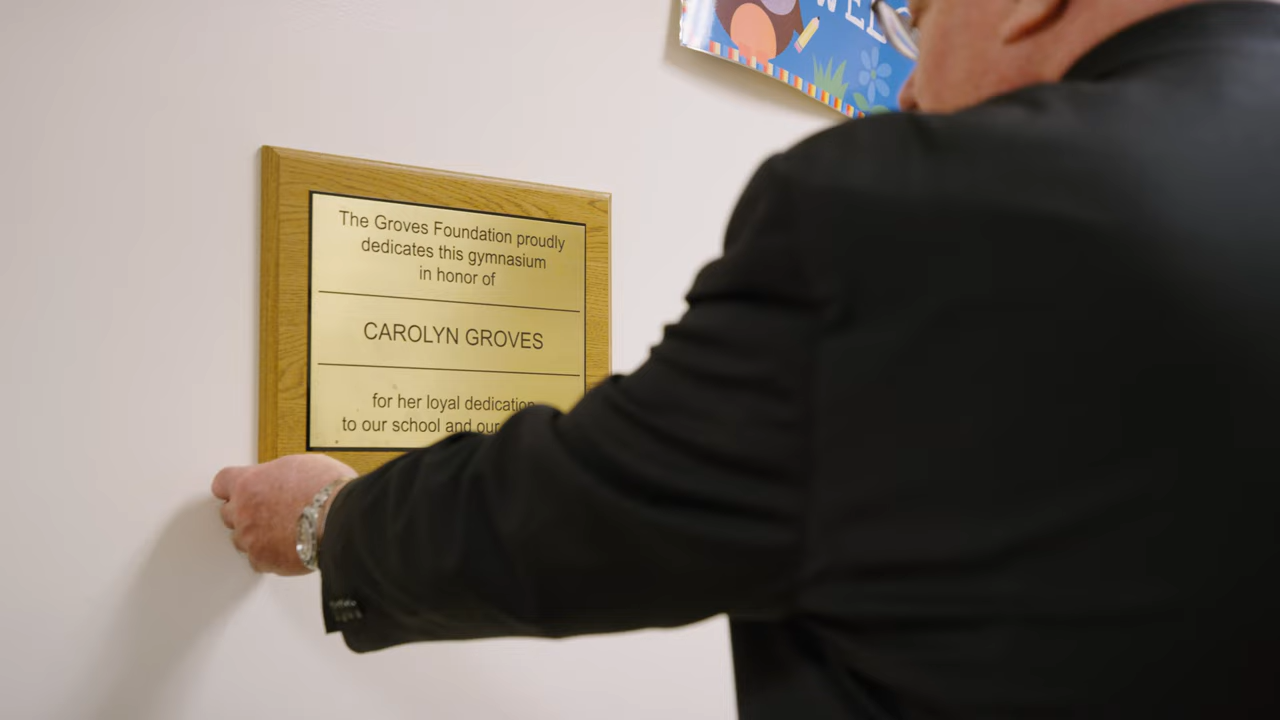 WEL
The Groves Foundation proudly
dedicates this gymnasium
in honor of
CAROLYN GROVES
for her loyal dedication
to our school and our